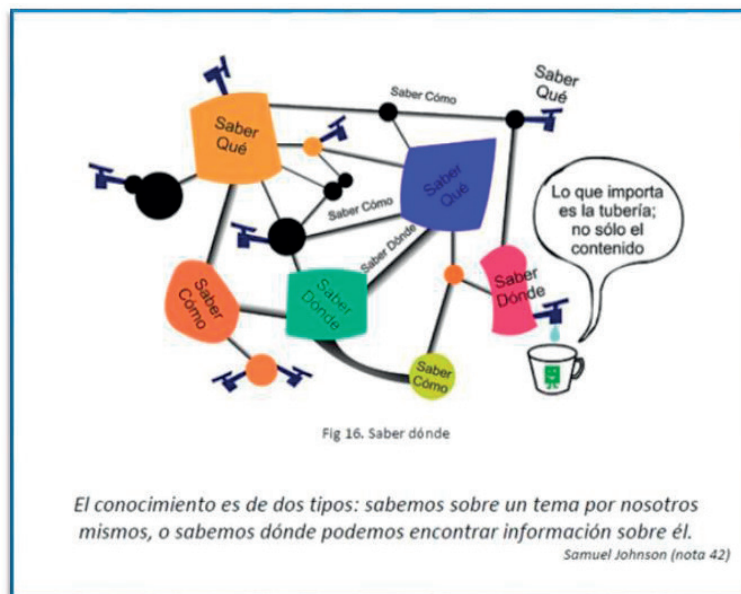 Saber Cómo
Saber
Qué
Saber
Qué
Saber
Qué
Saber Cómo
Saber Dónde
Lo que importa
es la tubería;
no sólo el
contenido
Saber
Cómo
Saber
Dónde
Saber
Dónde
Saber
Cómo
Fig 16. Saber dónde
El conocimiento es de dos tipos: sabemos sobre un tema por nosotros
mismos, o sabemos dónde podemos encontrar información sobre él.
Samuel Johnson (nota 42)